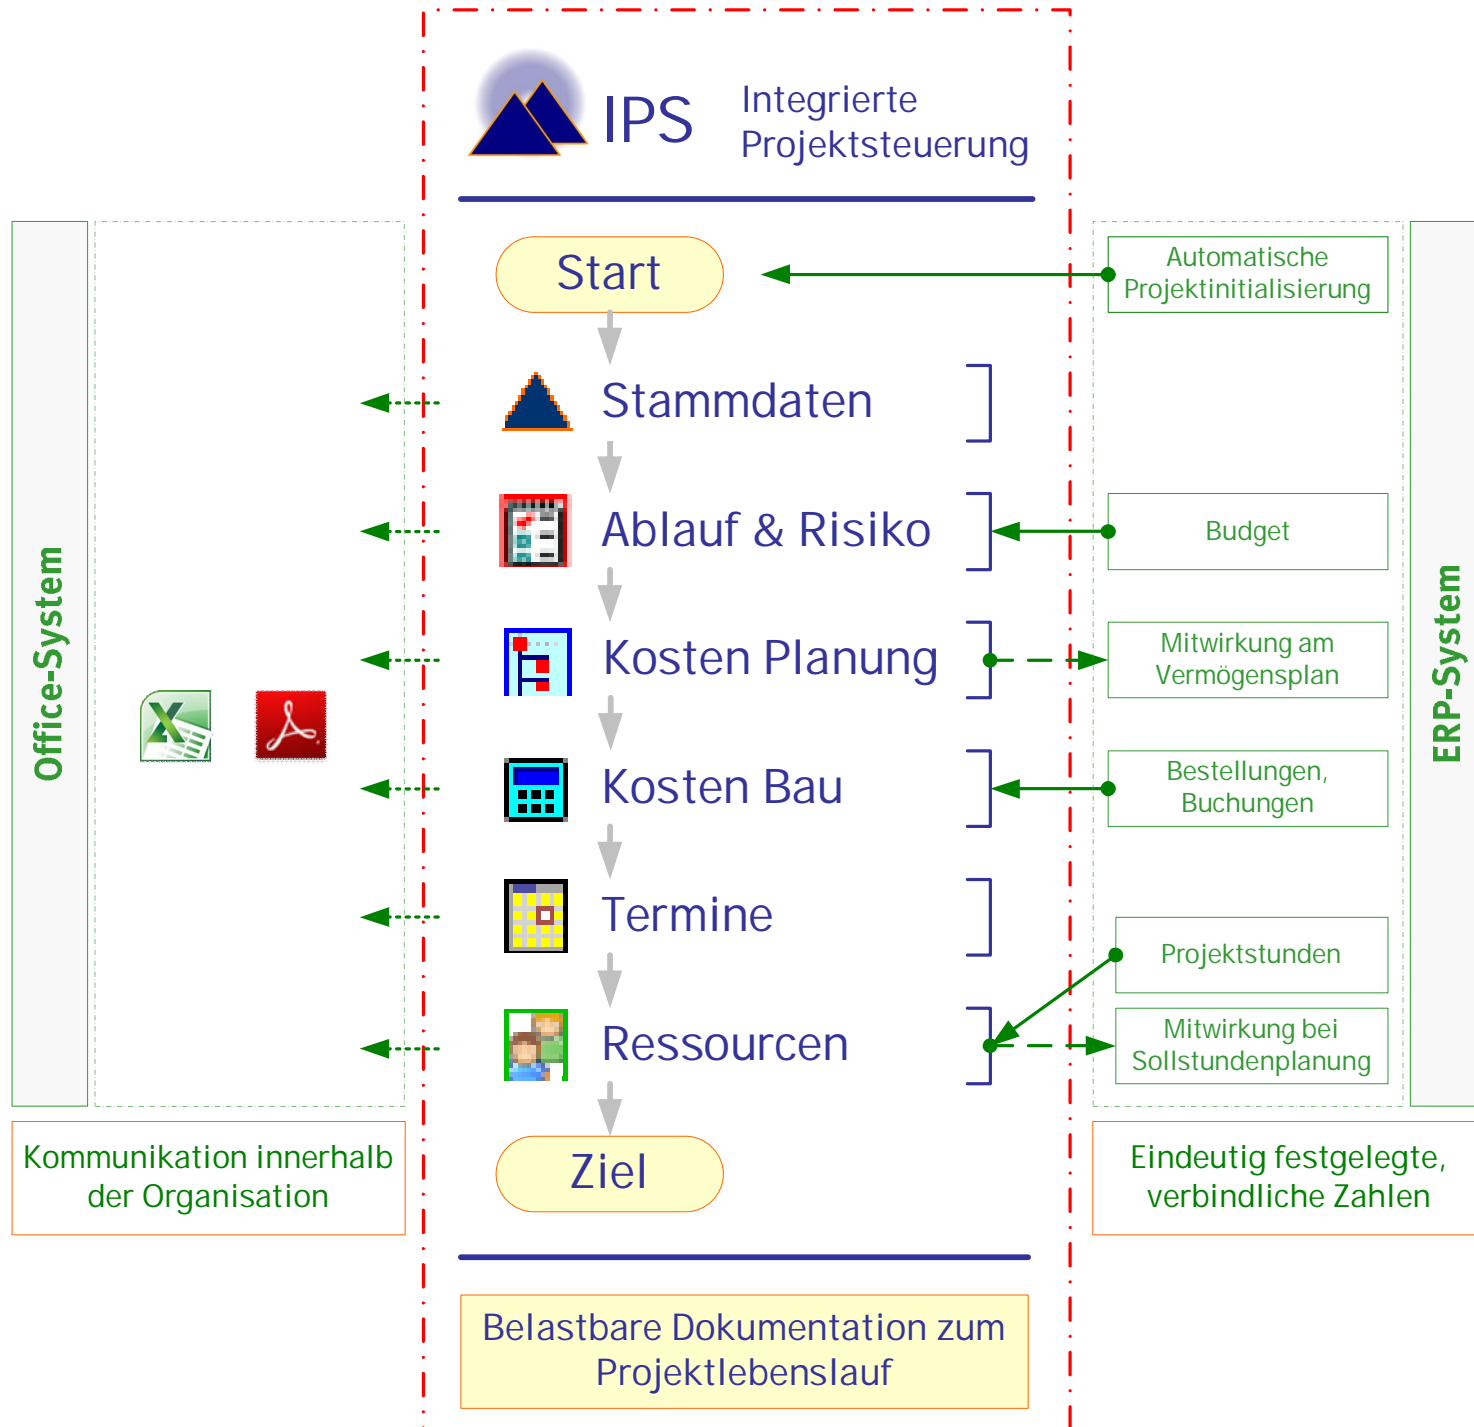 IPS
Integrierte
Projektsteuerung
Start
Automatische
Projektinitialisierung
Stammdaten
Ablauf & Risiko
Budget
Kosten Planung
Mitwirkung am
Vermögensplan
Kosten Bau
Bestellungen,
Buchungen
Termine
Projektstunden
Ressourcen
Mitwirkung bei
Sollstundenplanung
Ziel
Office-System
ERP-System
Kommunikation innerhalb
der Organisation
Eindeutig festgelegte,
verbindliche Zahlen
Belastbare Dokumentation zum
Projektlebenslauf